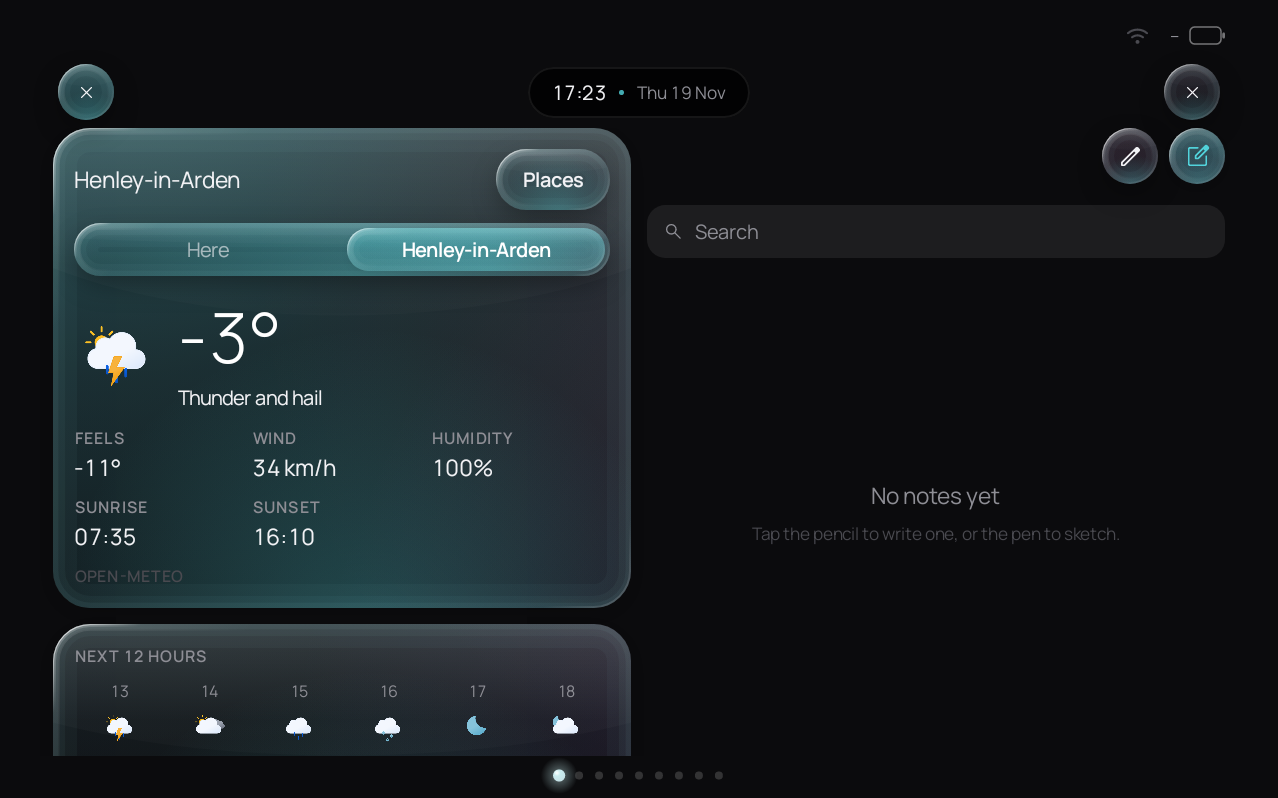 –
17:23 • Thu 19 Nov
Henley-in-Arden
Places
Here
Henley-in-Arden
-3°
Thunder and hail
FEELS
WIND
HUMIDITY
-11°
34 km/h
100%
SUNRISE
SUNSET
07:35
16:10
OPEN-METEO
NEXT 12 HOURS
13 14 15 16 17 18
Search
No notes yet
Tap the pencil to write one, or the pen to sketch.